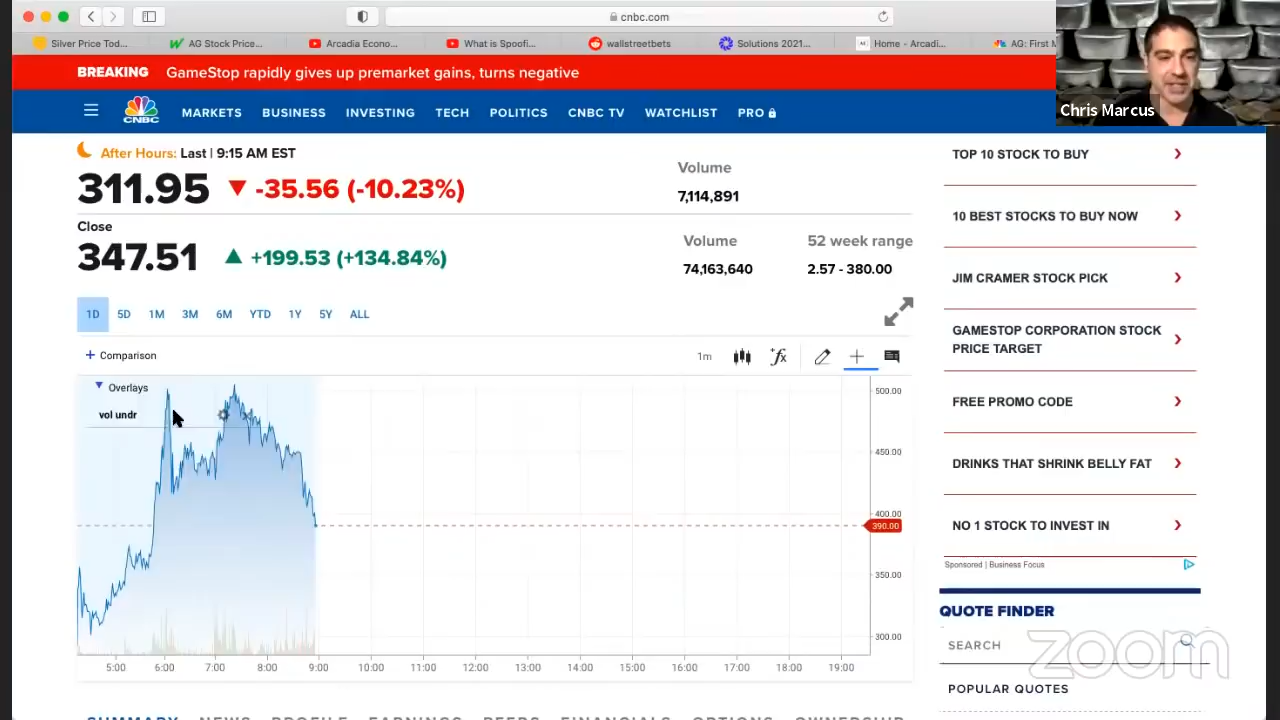 cnbc.com
Silver Price Tod...
AG Stock Price...
Arcadia Econo...
What is Spoofi...
wallstreetbets
Solutions 2021...
Home - Arcadi...
AG: First M
BREAKING GameStop rapidly gives up premarket gains, turns negative
Chris Marcus
CNBC
MARKETS BUSINESS INVESTING TECH POLITICS CNBC TV WATCHLIST PRO
After Hours: Last | 9:15 AM EST
311.95 ▼ -35.56 (-10.23%)
Volume
7,114,891
Close
347.51 ▲ +199.53 (+134.84%)
Volume
74,163,640
52 week range
2.57 - 380.00
1D 5D 1M 3M 6M YTD 1Y 5Y ALL
+ Comparison
1m
Overlays
vol undr
500.00
450.00
400.00
390.00
350.00
300.00
5:00 6:00 7:00 8:00 9:00 10:00 11:00 12:00 13:00 14:00 15:00 16:00 17:00 18:00 19:00
SUMMARY NEWS PROFILE EARNINGS PEERS FINANCIALS OPTIONS OWNERSHIP
TOP 10 STOCK TO BUY
10 BEST STOCKS TO BUY NOW
JIM CRAMER STOCK PICK
GAMESTOP CORPORATION STOCK
PRICE TARGET
FREE PROMO CODE
DRINKS THAT SHRINK BELLY FAT
NO 1 STOCK TO INVEST IN
Sponsored | Business Focus
QUOTE FINDER
SEARCH
zoom
POPULAR QUOTES